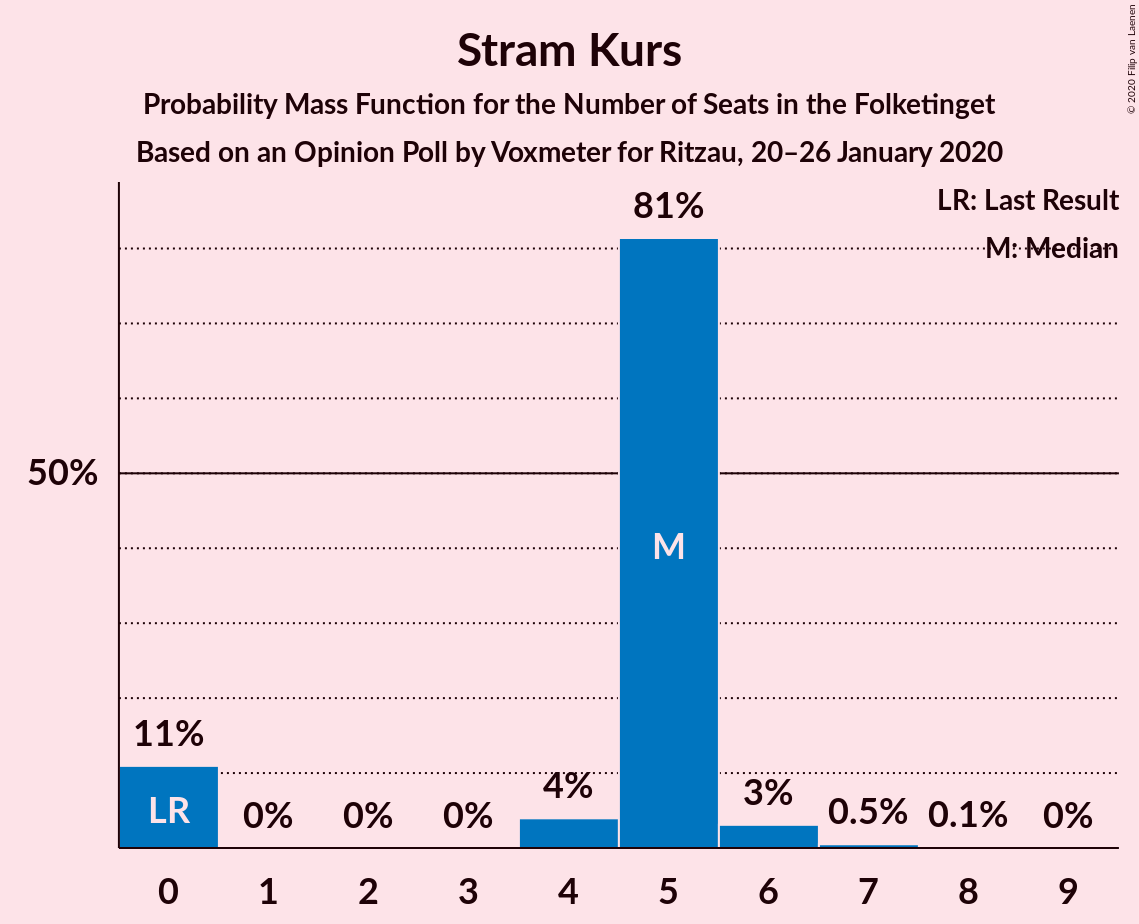 Stram Kurs
Probability Mass Function for the Number of Seats in the Folketinget
Based on an Opinion Poll by Voxmeter for Ritzau, 20–26 January 2020
© 2020 Filip van Laenen
LR: Last Result
M: Median
81%
50%
M
11%
LR
0%
0%
0%
4%
3%
0.5%
0.1%
0%
0 1 2 3 4 5 6 7 8 9